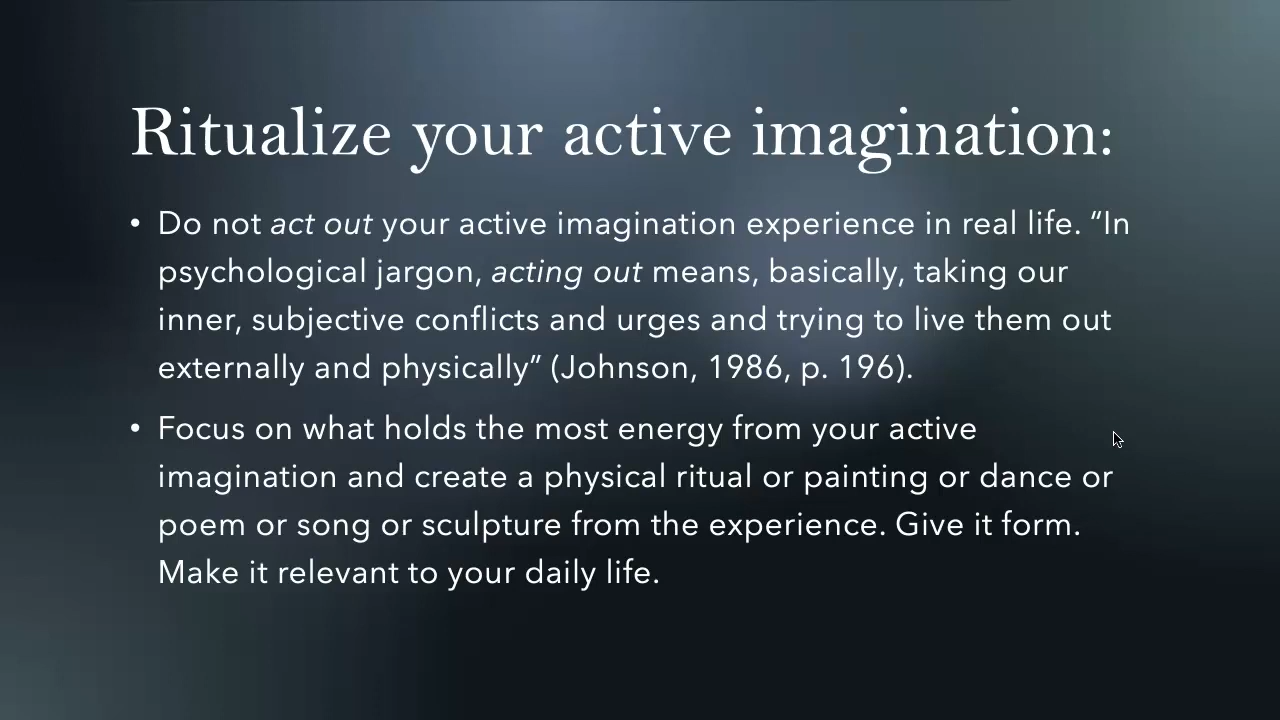 Ritualize your active imagination:
• Do not act out your active imagination experience in real life. “In
psychological jargon, acting out means, basically, taking our
inner, subjective conflicts and urges and trying to live them out
externally and physically” (Johnson, 1986, p. 196).
• Focus on what holds the most energy from your active
imagination and create a physical ritual or painting or dance or
poem or song or sculpture from the experience. Give it form.
Make it relevant to your daily life.